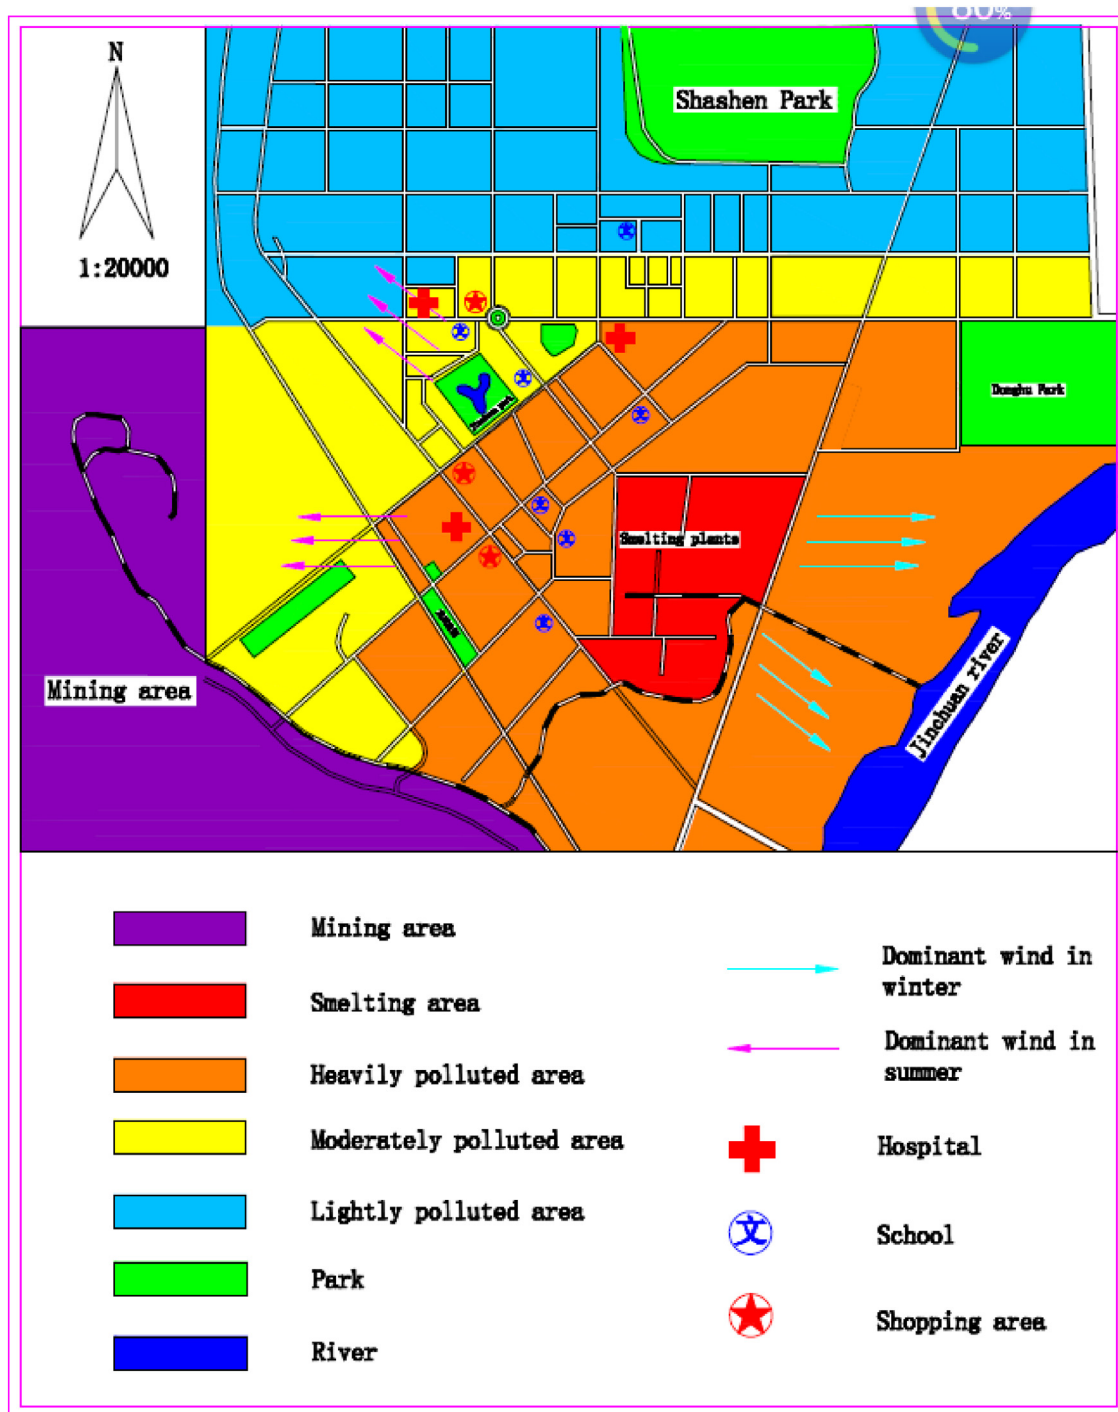 80%
N
Shashen Park
1:20000
Donghu Park
Smelting plants
Mining area
Jinchuan river
Mining area
Smelting area
Heavily polluted area
Moderately polluted area
Lightly polluted area
Park
River
Dominant wind in
winter
Dominant wind in
summer
Hospital
文
School
Shopping area